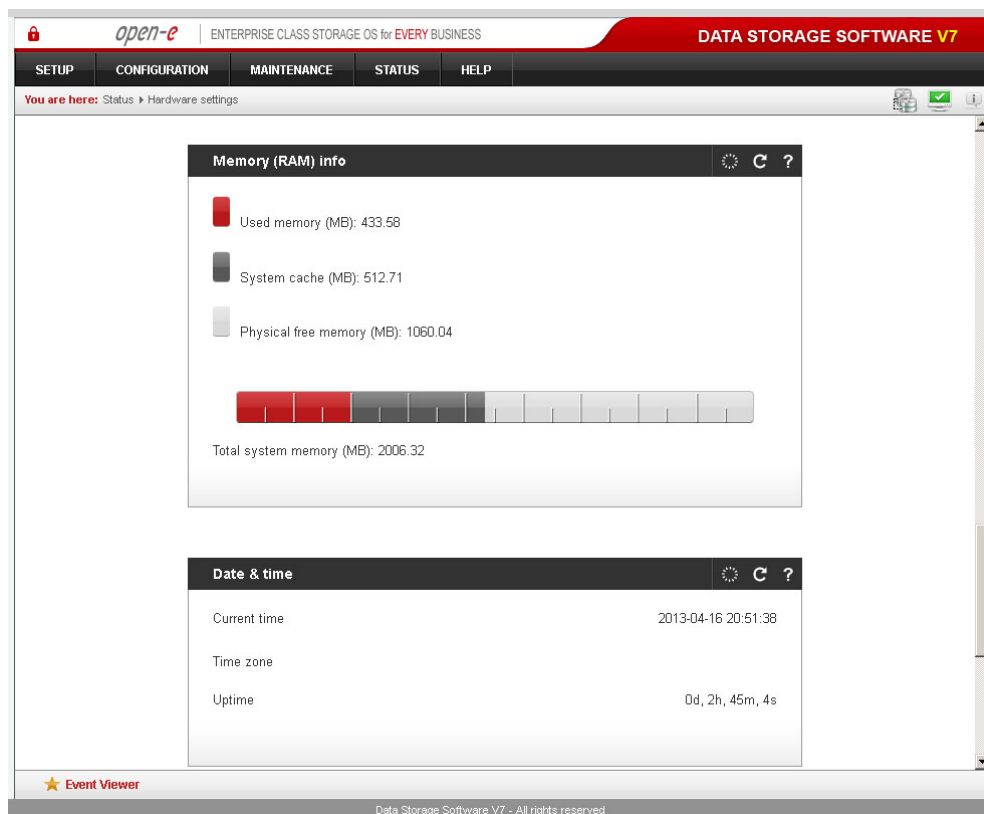 open-e ENTERPRISE CLASS STORAGE OS for EVERY BUSINESS DATA STORAGE SOFTWARE V7
SETUP CONFIGURATION MAINTENANCE STATUS HELP
You are here: Status Hardware settings
Memory (RAM) info
Used memory (MB): 433.58
System cache (MB): 512.71
Physical free memory (MB): 1060.04
Total system memory (MB): 2006.32
Date & time
Current time 2013-04-16 20:51:38
Time zone
Uptime 0d, 2h, 45m, 4s
Event Viewer
Data Storage Software V7 - All rights reserved